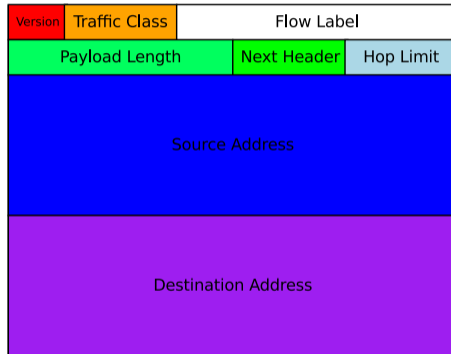 Version Traffic Class Flow Label
Payload Length Next Header Hop Limit
Source Address
Destination Address